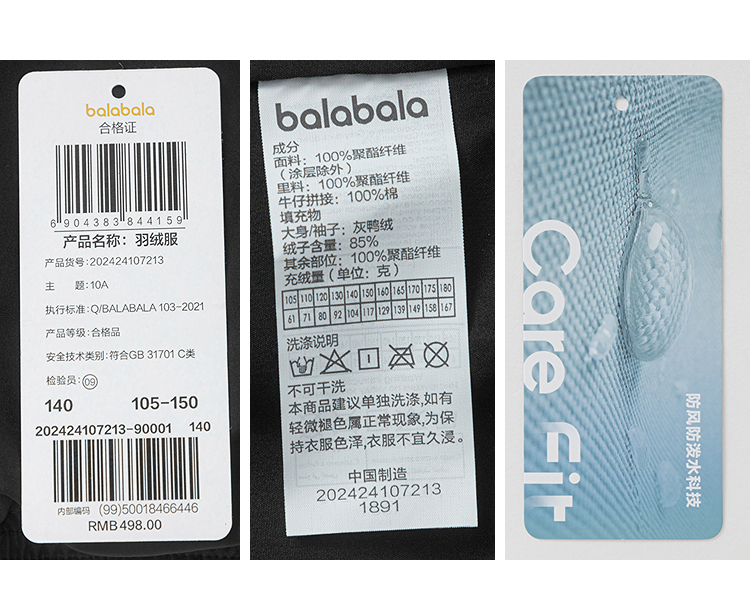 balabala
合格证
6 904383 844159
产品名称：羽绒服
产品货号：202424107213
主 题：10A
执行标准：Q/BALABALA 103-2021
产品等级：合格品
安全技术类别：符合GB 31701 C类
检验员：09
140 105-150
202424107213-90001 140
内部编码 (99)50018466446
RMB 498.00
balabala
成分
面料：100%聚酯纤维
（涂层除外）
里料：100%聚酯纤维
牛仔拼接：100%棉
填充物
大身/袖子：灰鸭绒
绒子含量：85%
其余部位：100%聚酯纤维
充绒量（单位：克）
105 110 120 130 140 150 160 165 170 175 180
61 71 80 92 104 117 129 139 149 158 167
洗涤说明
不可干洗
本商品建议单独洗涤,如有
轻微褪色属正常现象,为保
持衣服色泽,衣服不宜久浸。
中国制造
202424107213
1891
Core Fit
防风防泼水科技